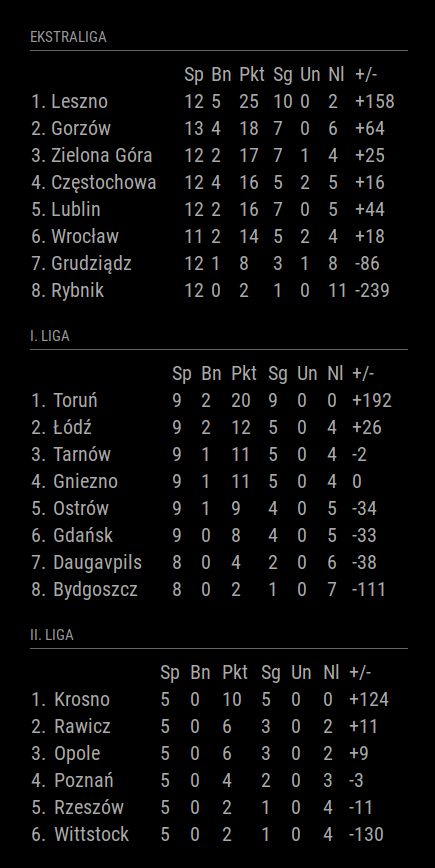 EKSTRALIGA
Sp Bn Pkt Sg Un Nl +/-
1. Leszno 12 5 25 10 0 2 +158
2. Gorzów 13 4 18 7 0 6 +64
3. Zielona Góra 12 2 17 7 1 4 +25
4. Częstochowa 12 4 16 5 2 5 +16
5. Lublin 12 2 16 7 0 5 +44
6. Wrocław 11 2 14 5 2 4 +18
7. Grudziądz 12 1 8 3 1 8 -86
8. Rybnik 12 0 2 1 0 11 -239
I. LIGA
Sp Bn Pkt Sg Un Nl +/-
1. Toruń 9 2 20 9 0 0 +192
2. Łódź 9 2 12 5 0 4 +26
3. Tarnów 9 1 11 5 0 4 -2
4. Gniezno 9 1 11 5 0 4 0
5. Ostrów 9 1 9 4 0 5 -34
6. Gdańsk 9 0 8 4 0 5 -33
7. Daugavpils 8 0 4 2 0 6 -38
8. Bydgoszcz 8 0 2 1 0 7 -111
II. LIGA
Sp Bn Pkt Sg Un Nl +/-
1. Krosno 5 0 10 5 0 0 +124
2. Rawicz 5 0 6 3 0 2 +11
3. Opole 5 0 6 3 0 2 +9
4. Poznań 5 0 4 2 0 3 -3
5. Rzeszów 5 0 2 1 0 4 -11
6. Wittstock 5 0 2 1 0 4 -130